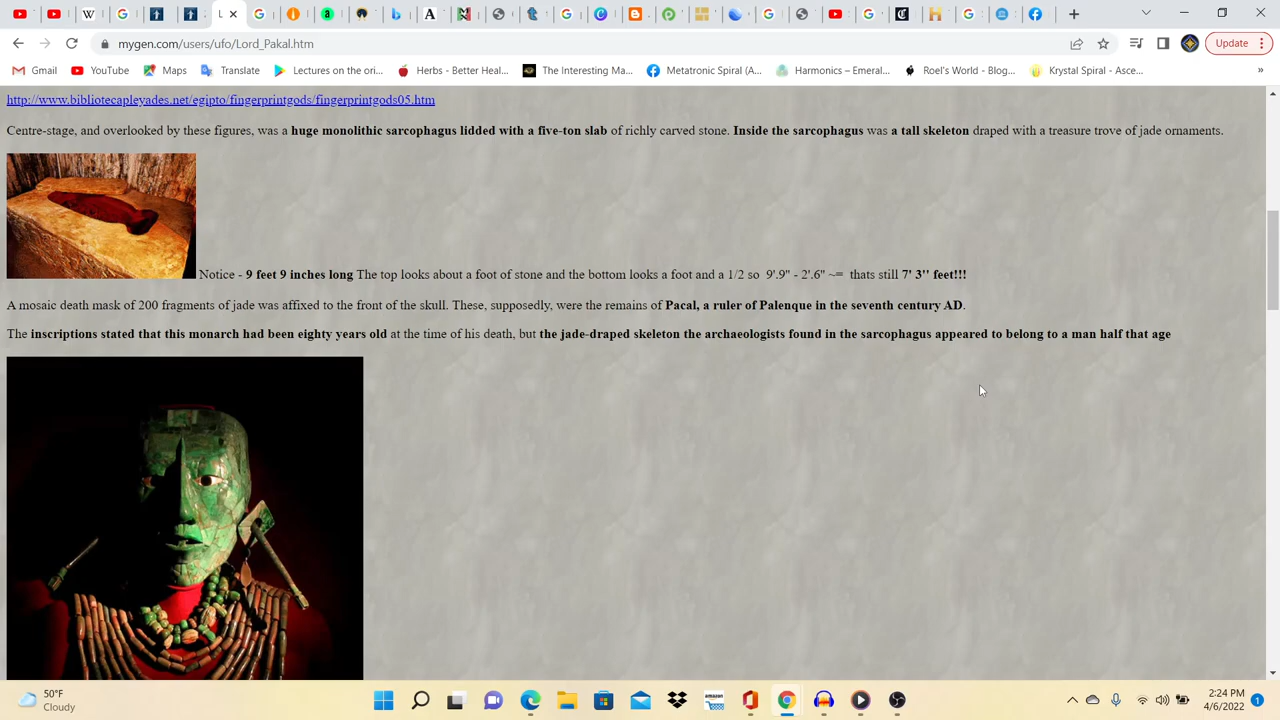 L
mygen.com/users/ufo/Lord_Pakal.htm
Update
Gmail
YouTube
Maps
Translate
Lectures on the ori...
Herbs - Better Heal...
The Interesting Ma...
Metatronic Spiral (A...
Harmonics – Emeral...
Roel's World - Blog...
Krystal Spiral - Asce...
»
http://www.bibliotecapleyades.net/egipto/fingerprintgods/fingerprintgods05.htm
Centre-stage, and overlooked by these figures, was a huge monolithic sarcophagus lidded with a five-ton slab of richly carved stone. Inside the sarcophagus was a tall skeleton draped with a treasure trove of jade ornaments.
Notice - 9 feet 9 inches long The top looks about a foot of stone and the bottom looks a foot and a 1/2 so 9'.9" - 2'.6" ~= thats still 7' 3" feet!!!
A mosaic death mask of 200 fragments of jade was affixed to the front of the skull. These, supposedly, were the remains of Pacal, a ruler of Palenque in the seventh century AD.
The inscriptions stated that this monarch had been eighty years old at the time of his death, but the jade-draped skeleton the archaeologists found in the sarcophagus appeared to belong to a man half that age
50°F
Cloudy
amazon
2:24 PM
4/6/2022
1